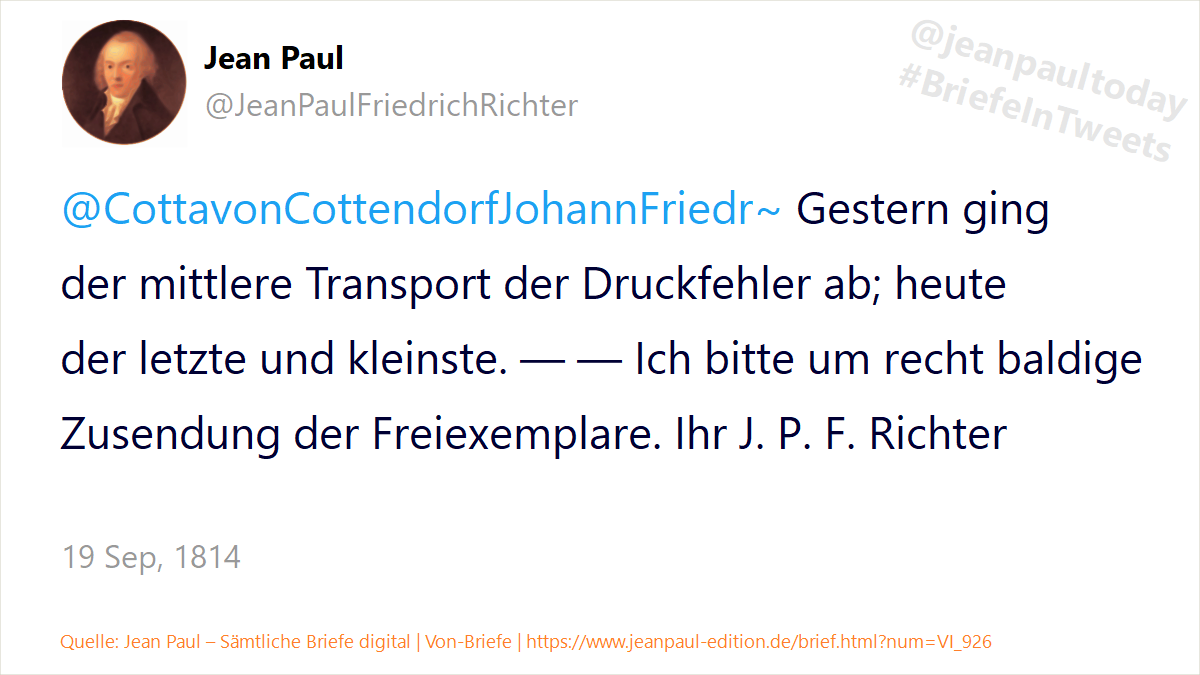 Jean Paul
@JeanPaulFriedrichRichter
@jeanpaultoday
#BriefeInTweets
@CottavonCottendorfJohannFriedr~ Gestern ging
der mittlere Transport der Druckfehler ab; heute
der letzte und kleinste. — — Ich bitte um recht baldige
Zusendung der Freiexemplare. Ihr J. P. F. Richter
19 Sep, 1814
Quelle: Jean Paul – Sämtliche Briefe digital | Von-Briefe | https://www.jeanpaul-edition.de/brief.html?num=VI_926